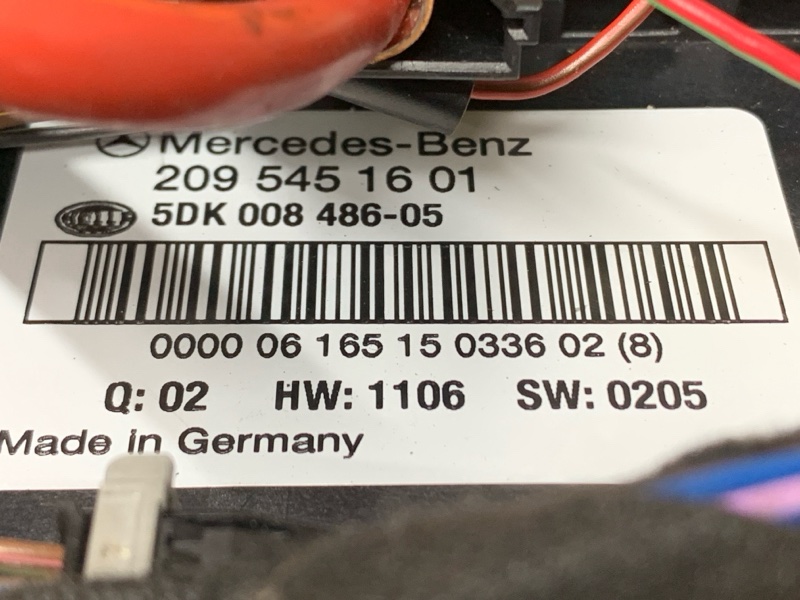 Mercedes-Benz
209 545 16 01
HELLA 5DK 008 486-05
0000 06 165 15 0336 02 (8)
Q: 02 HW: 1106 SW: 0205
Made in Germany